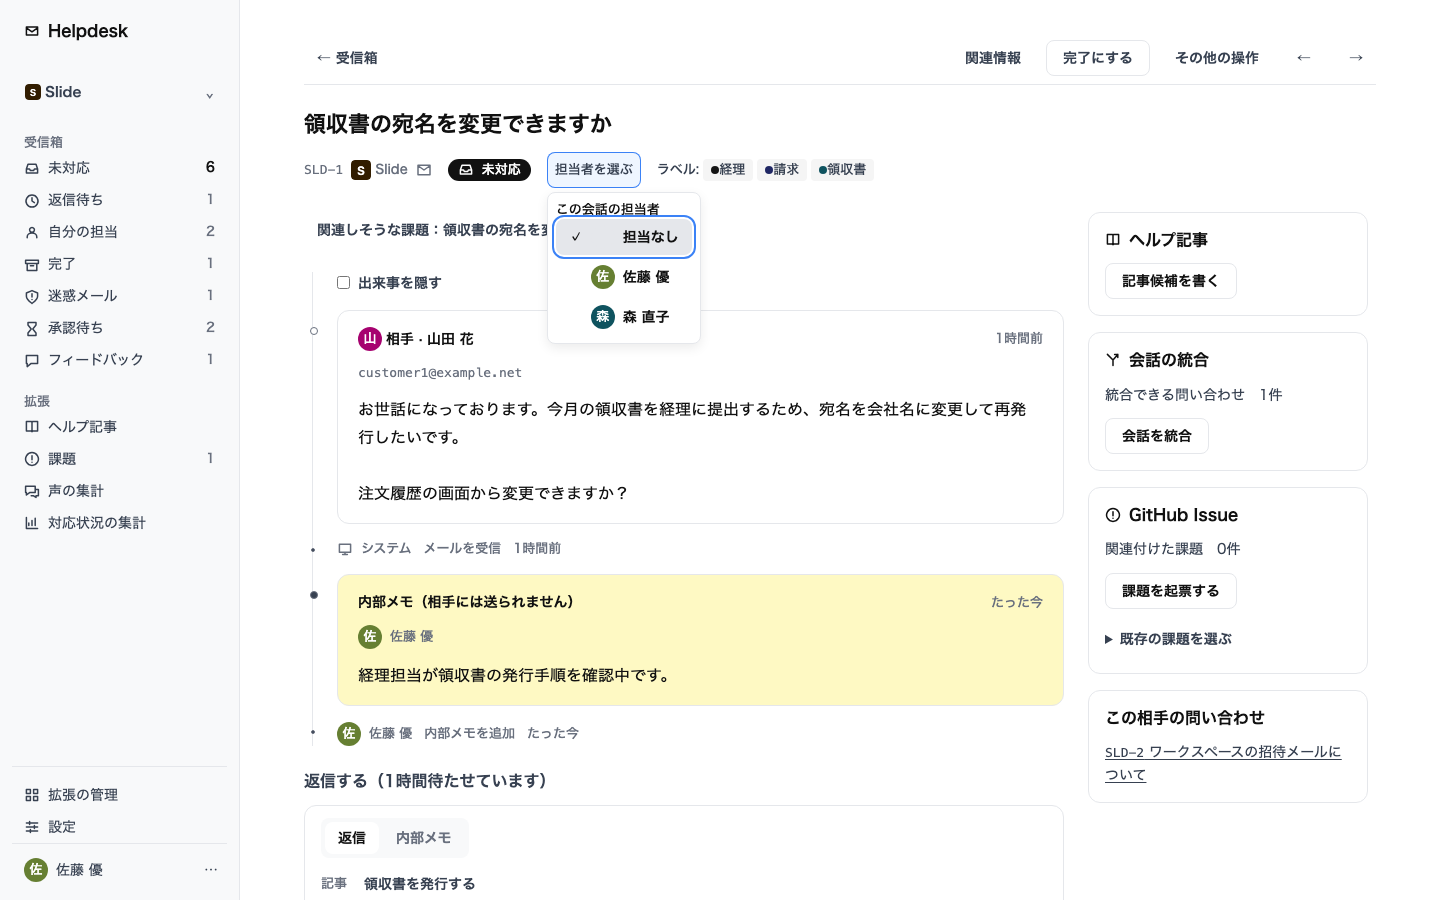 Helpdesk
S Slide
受信箱
未対応 6
返信待ち 1
自分の担当 2
完了 1
迷惑メール 1
承認待ち 2
フィードバック 1
拡張
ヘルプ記事
課題 1
声の集計
対応状況の集計
拡張の管理
設定
佐 佐藤 優 …
← 受信箱 関連情報 完了にする その他の操作 ← →
領収書の宛名を変更できますか
SLD-1 S Slide 未対応 担当者を選ぶ ラベル: 経理 請求 領収書
この会話の担当者
✓ 担当なし
佐 佐藤 優
森 森 直子
関連しそうな課題：領収書の宛名を
出来事を隠す
山 相手 · 山田 花 1時間前
customer1@example.net
お世話になっております。今月の領収書を経理に提出するため、宛名を会社名に変更して再発
行したいです。
注文履歴の画面から変更できますか？
システム メールを受信 1時間前
内部メモ（相手には送られません） たった今
佐 佐藤 優
経理担当が領収書の発行手順を確認中です。
佐 佐藤 優 内部メモを追加 たった今
返信する（1時間待たせています）
返信 内部メモ
記事 領収書を発行する
ヘルプ記事
記事候補を書く
会話の統合
統合できる問い合わせ 1件
会話を統合
GitHub Issue
関連付けた課題 0件
課題を起票する
▶ 既存の課題を選ぶ
この相手の問い合わせ
SLD-2 ワークスペースの招待メールに
ついて